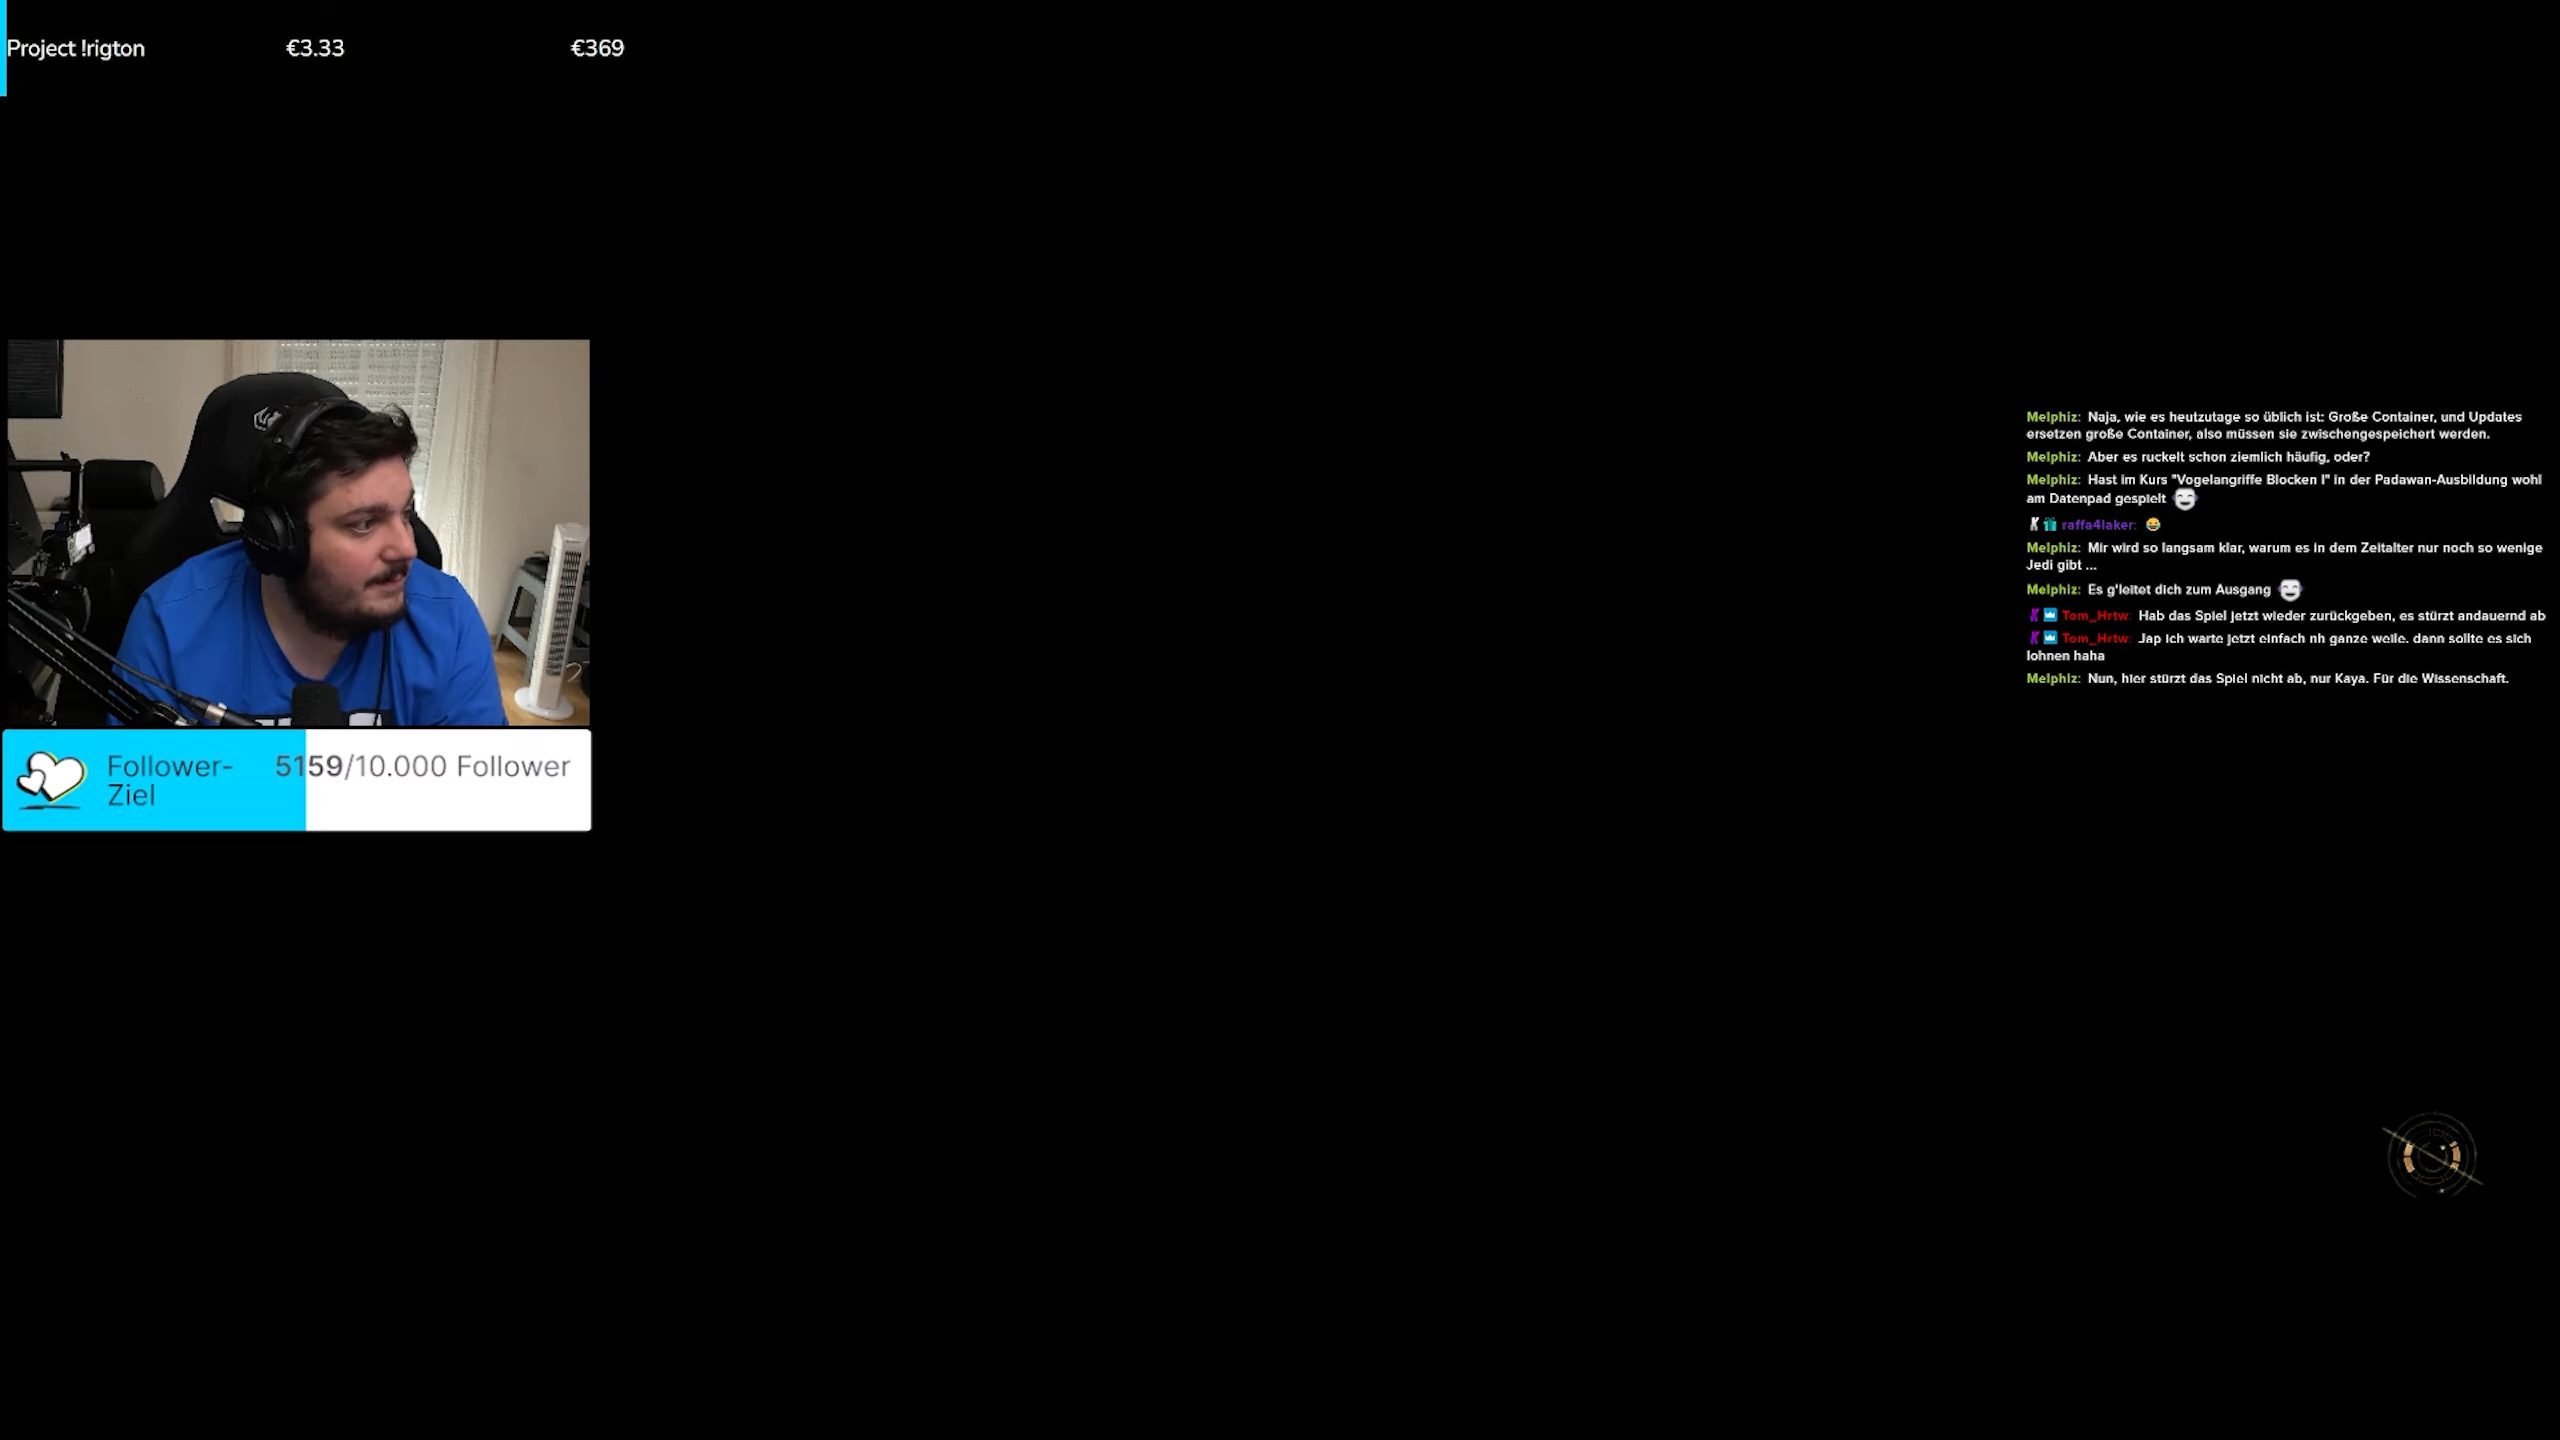 Project !rigton €3.33 €369
Melphiz: Naja, wie es heutzutage so üblich ist: Große Container, und Updates
ersetzen große Container, also müssen sie zwischengespeichert werden.
Melphiz: Aber es ruckelt schon ziemlich häufig, oder?
Melphiz: Hast im Kurs "Vogelangriffe Blocken I" in der Padawan-Ausbildung wohl
am Datenpad gespielt
raffa4laker: 😂
Melphiz: Mir wird so langsam klar, warum es in dem Zeitalter nur noch so wenige
Jedi gibt ...
Melphiz: Es g'leitet dich zum Ausgang
Tom_Hrtw: Hab das Spiel jetzt wieder zurückgeben, es stürzt andauernd ab
Tom_Hrtw: Jap ich warte jetzt einfach nh ganze weile. dann sollte es sich
lohnen haha
Melphiz: Nun, hier stürzt das Spiel nicht ab, nur Kaya. Für die Wissenschaft.
Follower- 5159/10.000 Follower
Ziel